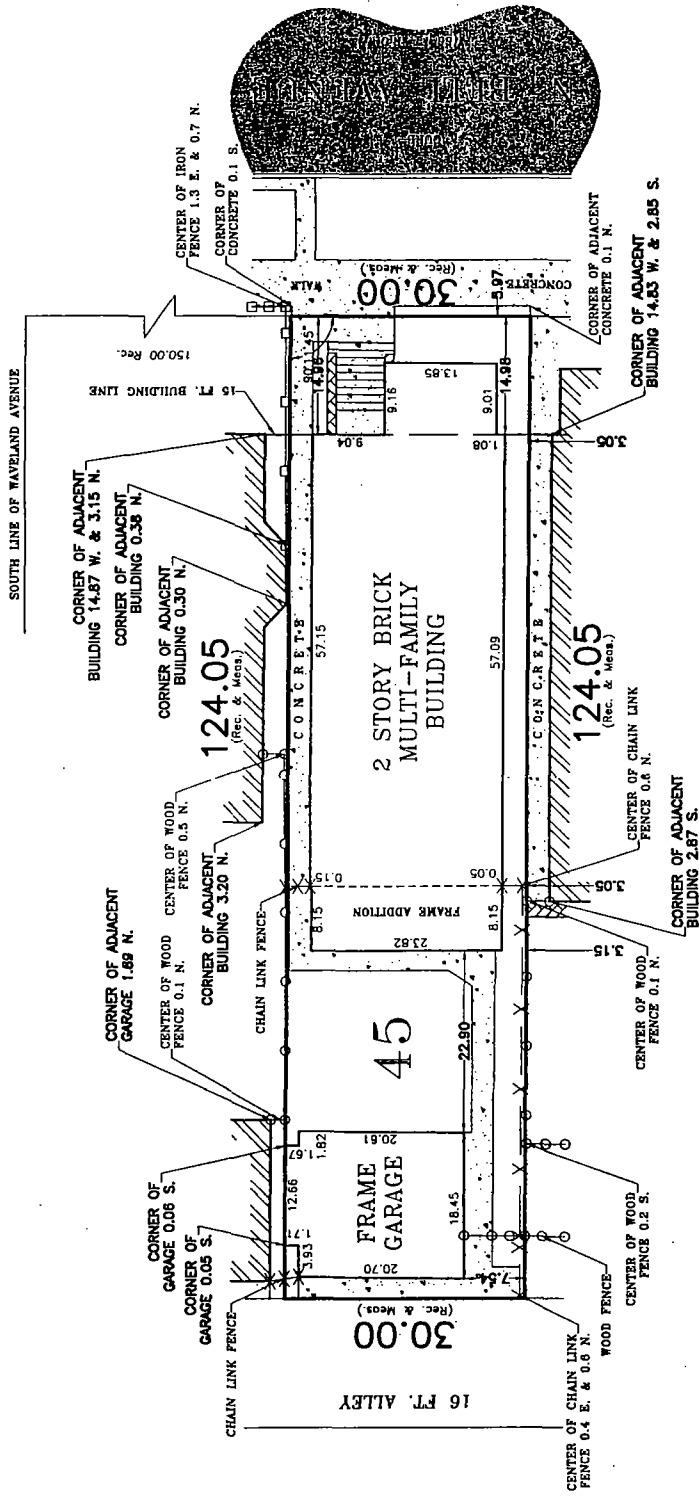 SOUTH LINE OF WAVELAND AVENUE
150.00 Rec.
15 FT. BUILDING LINE
CENTER OF IRON
FENCE 1.3 E. & 0.7 N.
CORNER OF
CONCRETE 0.1 S.
CORNER OF ADJACENT
BUILDING 14.87 W. & 3.15 N.
CORNER OF ADJACENT
BUILDING 0.38 N.
CORNER OF ADJACENT
BUILDING 0.30 N.
124.05
(Rec. & Meas.)
CENTER OF WOOD
FENCE 0.5 N.
CORNER OF ADJACENT
BUILDING 3.20 N.
CHAIN LINK FENCE
CENTER OF WOOD
FENCE 0.1 N.
CORNER OF ADJACENT
GARAGE 1.89 N.
CORNER OF
GARAGE 0.06 S.
CORNER OF
GARAGE 0.05 S.
CHAIN LINK FENCE
30.00
(Rec. & Meas.)
WALK
CONCRETE
5.97
CORNER OF ADJACENT
CONCRETE 0.1 N.
90°11'45"
14.98
9.04
9.16
13.85
9.01
1.08
14.98
CONCRETE
57.15
2 STORY BRICK
MULTI-FAMILY
BUILDING
57.09
0.15
0.05
8.15
FRAME ADDITION
8.15
23.82
45
22.90
1.67
1.82
12.66
20.61
1.71
3.93
FRAME
GARAGE
18.45
20.70
7.54
30.00
(Rec. & Meas.)
16 FT. ALLEY
CONCRETE
124.05
(Rec. & Meas.)
3.05
CORNER OF ADJACENT
BUILDING 14.83 W. & 2.85 S.
CENTER OF CHAIN LINK
FENCE 0.6 N.
3.05
CORNER OF ADJACENT
BUILDING 2.87 S.
3.15
CENTER OF WOOD
FENCE 0.1 N.
CENTER OF WOOD
FENCE 0.2 S.
WOOD FENCE
CENTER OF CHAIN LINK
FENCE 0.4 E. & 0.6 N.